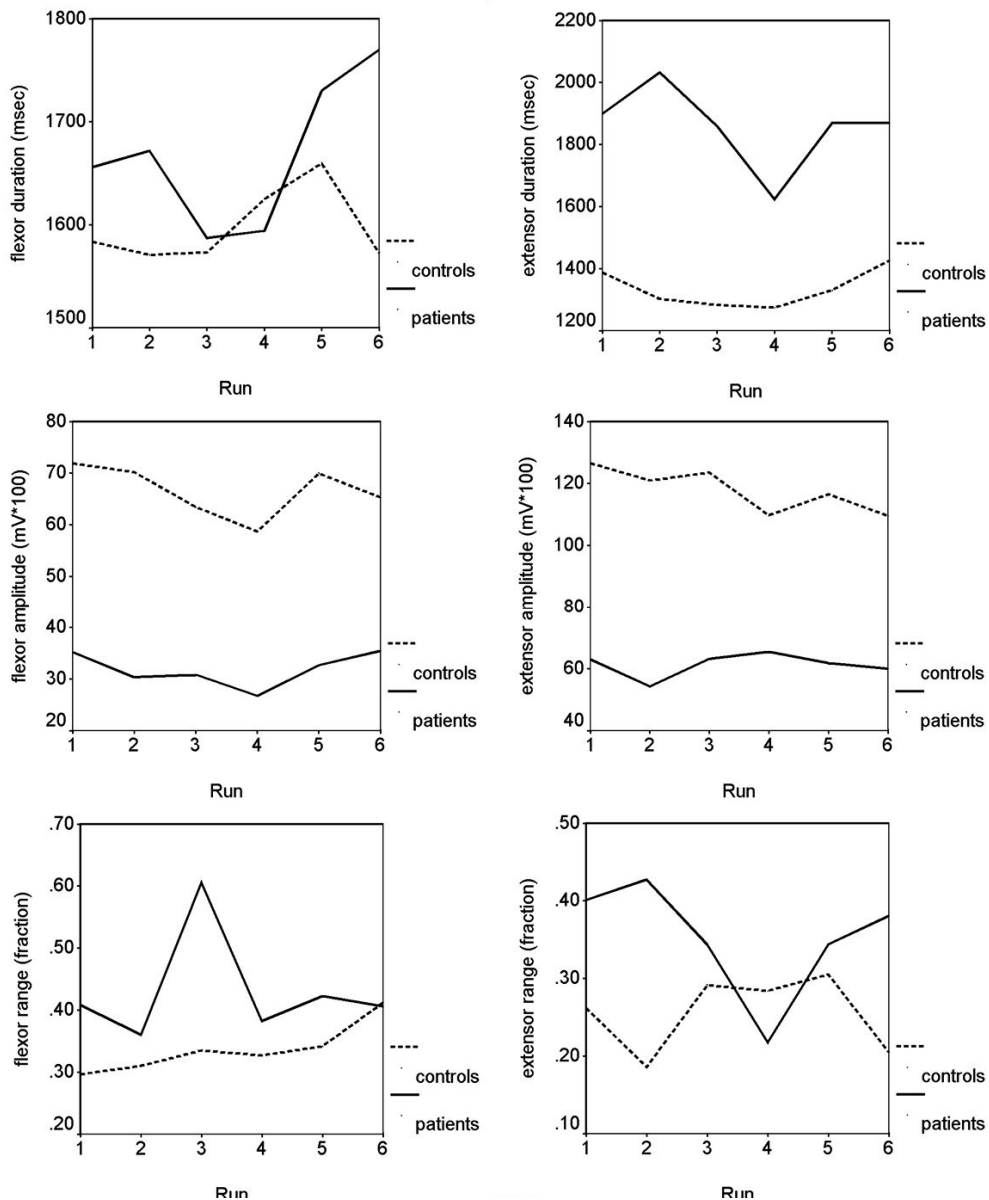 flexor duration (msec)
1800
1700
1600
1500
1 2 3 4 5 6
Run
controls
patients
extensor duration (msec)
2200
2000
1800
1600
1400
1200
1 2 3 4 5 6
Run
controls
patients
flexor amplitude (mV*100)
80
70
60
50
40
30
20
1 2 3 4 5 6
Run
controls
patients
extensor amplitude (mV*100)
140
120
100
80
60
40
1 2 3 4 5 6
Run
controls
patients
flexor range (fraction)
.70
.60
.50
.40
.30
.20
1 2 3 4 5 6
Run
controls
patients
extensor range (fraction)
.50
.40
.30
.20
.10
1 2 3 4 5 6
Run
controls
patients